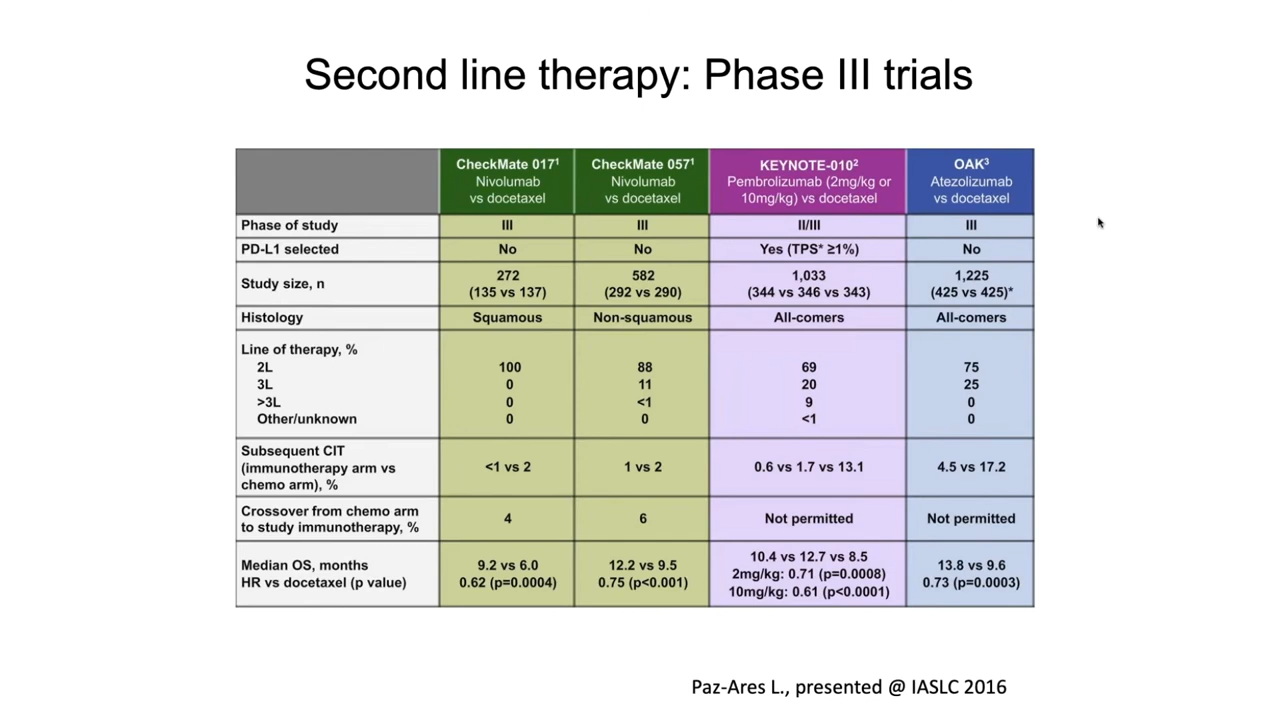 Second line therapy: Phase III trials
CheckMate 017¹ Nivolumab vs docetaxel
CheckMate 057¹ Nivolumab vs docetaxel
KEYNOTE-010² Pembrolizumab (2mg/kg or 10mg/kg) vs docetaxel
OAK³ Atezolizumab vs docetaxel
Phase of study III III II/III III
PD-L1 selected No No Yes (TPS* ≥1%) No
Study size, n
272 582 1,033 1,225
(135 vs 137) (292 vs 290) (344 vs 346 vs 343) (425 vs 425)*
Histology Squamous Non-squamous All-comers All-comers
Line of therapy, %
2L 100 88 69 75
3L 0 11 20 25
>3L 0 <1 9 0
Other/unknown 0 0 <1 0
Subsequent CIT
(immunotherapy arm vs <1 vs 2 1 vs 2 0.6 vs 1.7 vs 13.1 4.5 vs 17.2
chemo arm), %
Crossover from chemo arm
to study immunotherapy, % 4 6 Not permitted Not permitted
Median OS, months 9.2 vs 6.0 12.2 vs 9.5 10.4 vs 12.7 vs 8.5 13.8 vs 9.6
HR vs docetaxel (p value) 0.62 (p=0.0004) 0.75 (p<0.001) 2mg/kg: 0.71 (p=0.0008) 0.73 (p=0.0003)
10mg/kg: 0.61 (p<0.0001)
Paz-Ares L., presented @ IASLC 2016